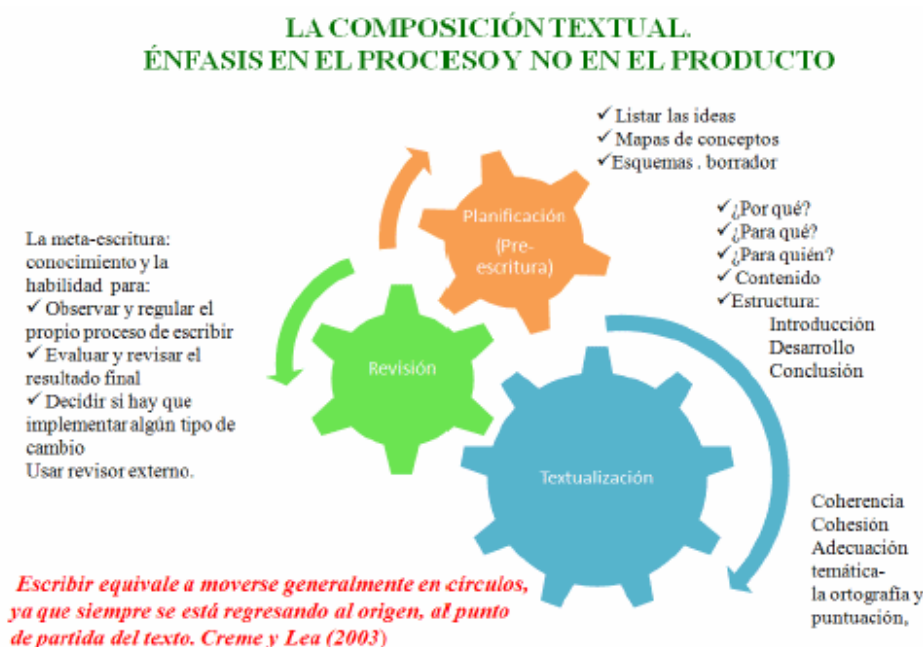 LA COMPOSICIÓN TEXTUAL.
ÉNFASIS EN EL PROCESO Y NO EN EL PRODUCTO
✓ Listar las ideas
✓ Mapas de conceptos
✓Esquemas . borrador
Planificación
(Pre-
escritura)
✓¿Por qué?
✓¿Para qué?
✓¿Para quién?
✓ Contenido
✓Estructura:
Introducción
Desarrollo
Conclusión
La meta-escritura:
conocimiento y la
habilidad para:
✓ Observar y regular el
propio proceso de escribir
✓ Evaluar y revisar el
resultado final
✓ Decidir si hay que
implementar algún tipo de
cambio
Usar revisor externo.
Revisión
Textualización
Coherencia
Cohesión
Adecuación
temática-
la ortografía y
puntuación,
Escribir equivale a moverse generalmente en círculos,
ya que siempre se está regresando al origen, al punto
de partida del texto. Creme y Lea (2003)